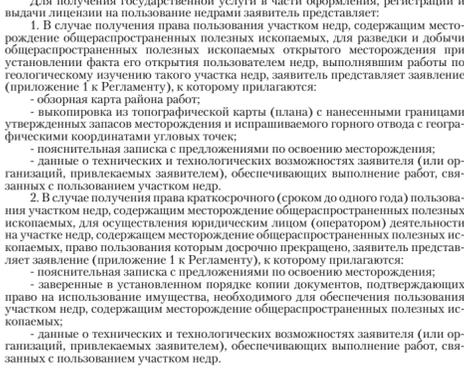 Для получения государственной услуги в части оформления, регистрации и
выдачи лицензии на пользование недрами заявитель представляет:
1. В случае получения права пользования участком недр, содержащим место-
рождение общераспространенных полезных ископаемых, для разведки и добычи
общераспространенных полезных ископаемых открытого месторождения при
установлении факта его открытия пользователем недр, выполнявшим работы по
геологическому изучению такого участка недр, заявитель представляет заявление
(приложение 1 к Регламенту), к которому прилагаются:
- обзорная карта района работ;
- выкопировка из топографической карты (плана) с нанесенными границами
утвержденных запасов месторождения и испрашиваемого горного отвода с геогра-
фическими координатами угловых точек;
- пояснительная записка с предложениями по освоению месторождения;
- данные о технических и технологических возможностях заявителя (или ор-
ганизаций, привлекаемых заявителем), обеспечивающих выполнение работ, свя-
занных с пользованием участком недр.
2. В случае получения права краткосрочного (сроком до одного года) пользова-
ния участком недр, содержащим месторождение общераспространенных полезных
ископаемых, для осуществления юридическим лицом (оператором) деятельности
на участке недр, содержащем месторождение общераспространенных полезных ис-
копаемых, право пользования которым досрочно прекращено, заявитель представ-
ляет заявление (приложение 1 к Регламенту), к которому прилагаются:
- пояснительная записка с предложениями по освоению месторождения;
- заверенные в установленном порядке копии документов, подтверждающих
право на использование имущества, необходимого для обеспечения пользования
участком недр, содержащим месторождение общераспространенных полезных ис-
копаемых;
- данные о технических и технологических возможностях заявителя (или ор-
ганизаций, привлекаемых заявителем), обеспечивающих выполнение работ, свя-
занных с пользованием участком недр.